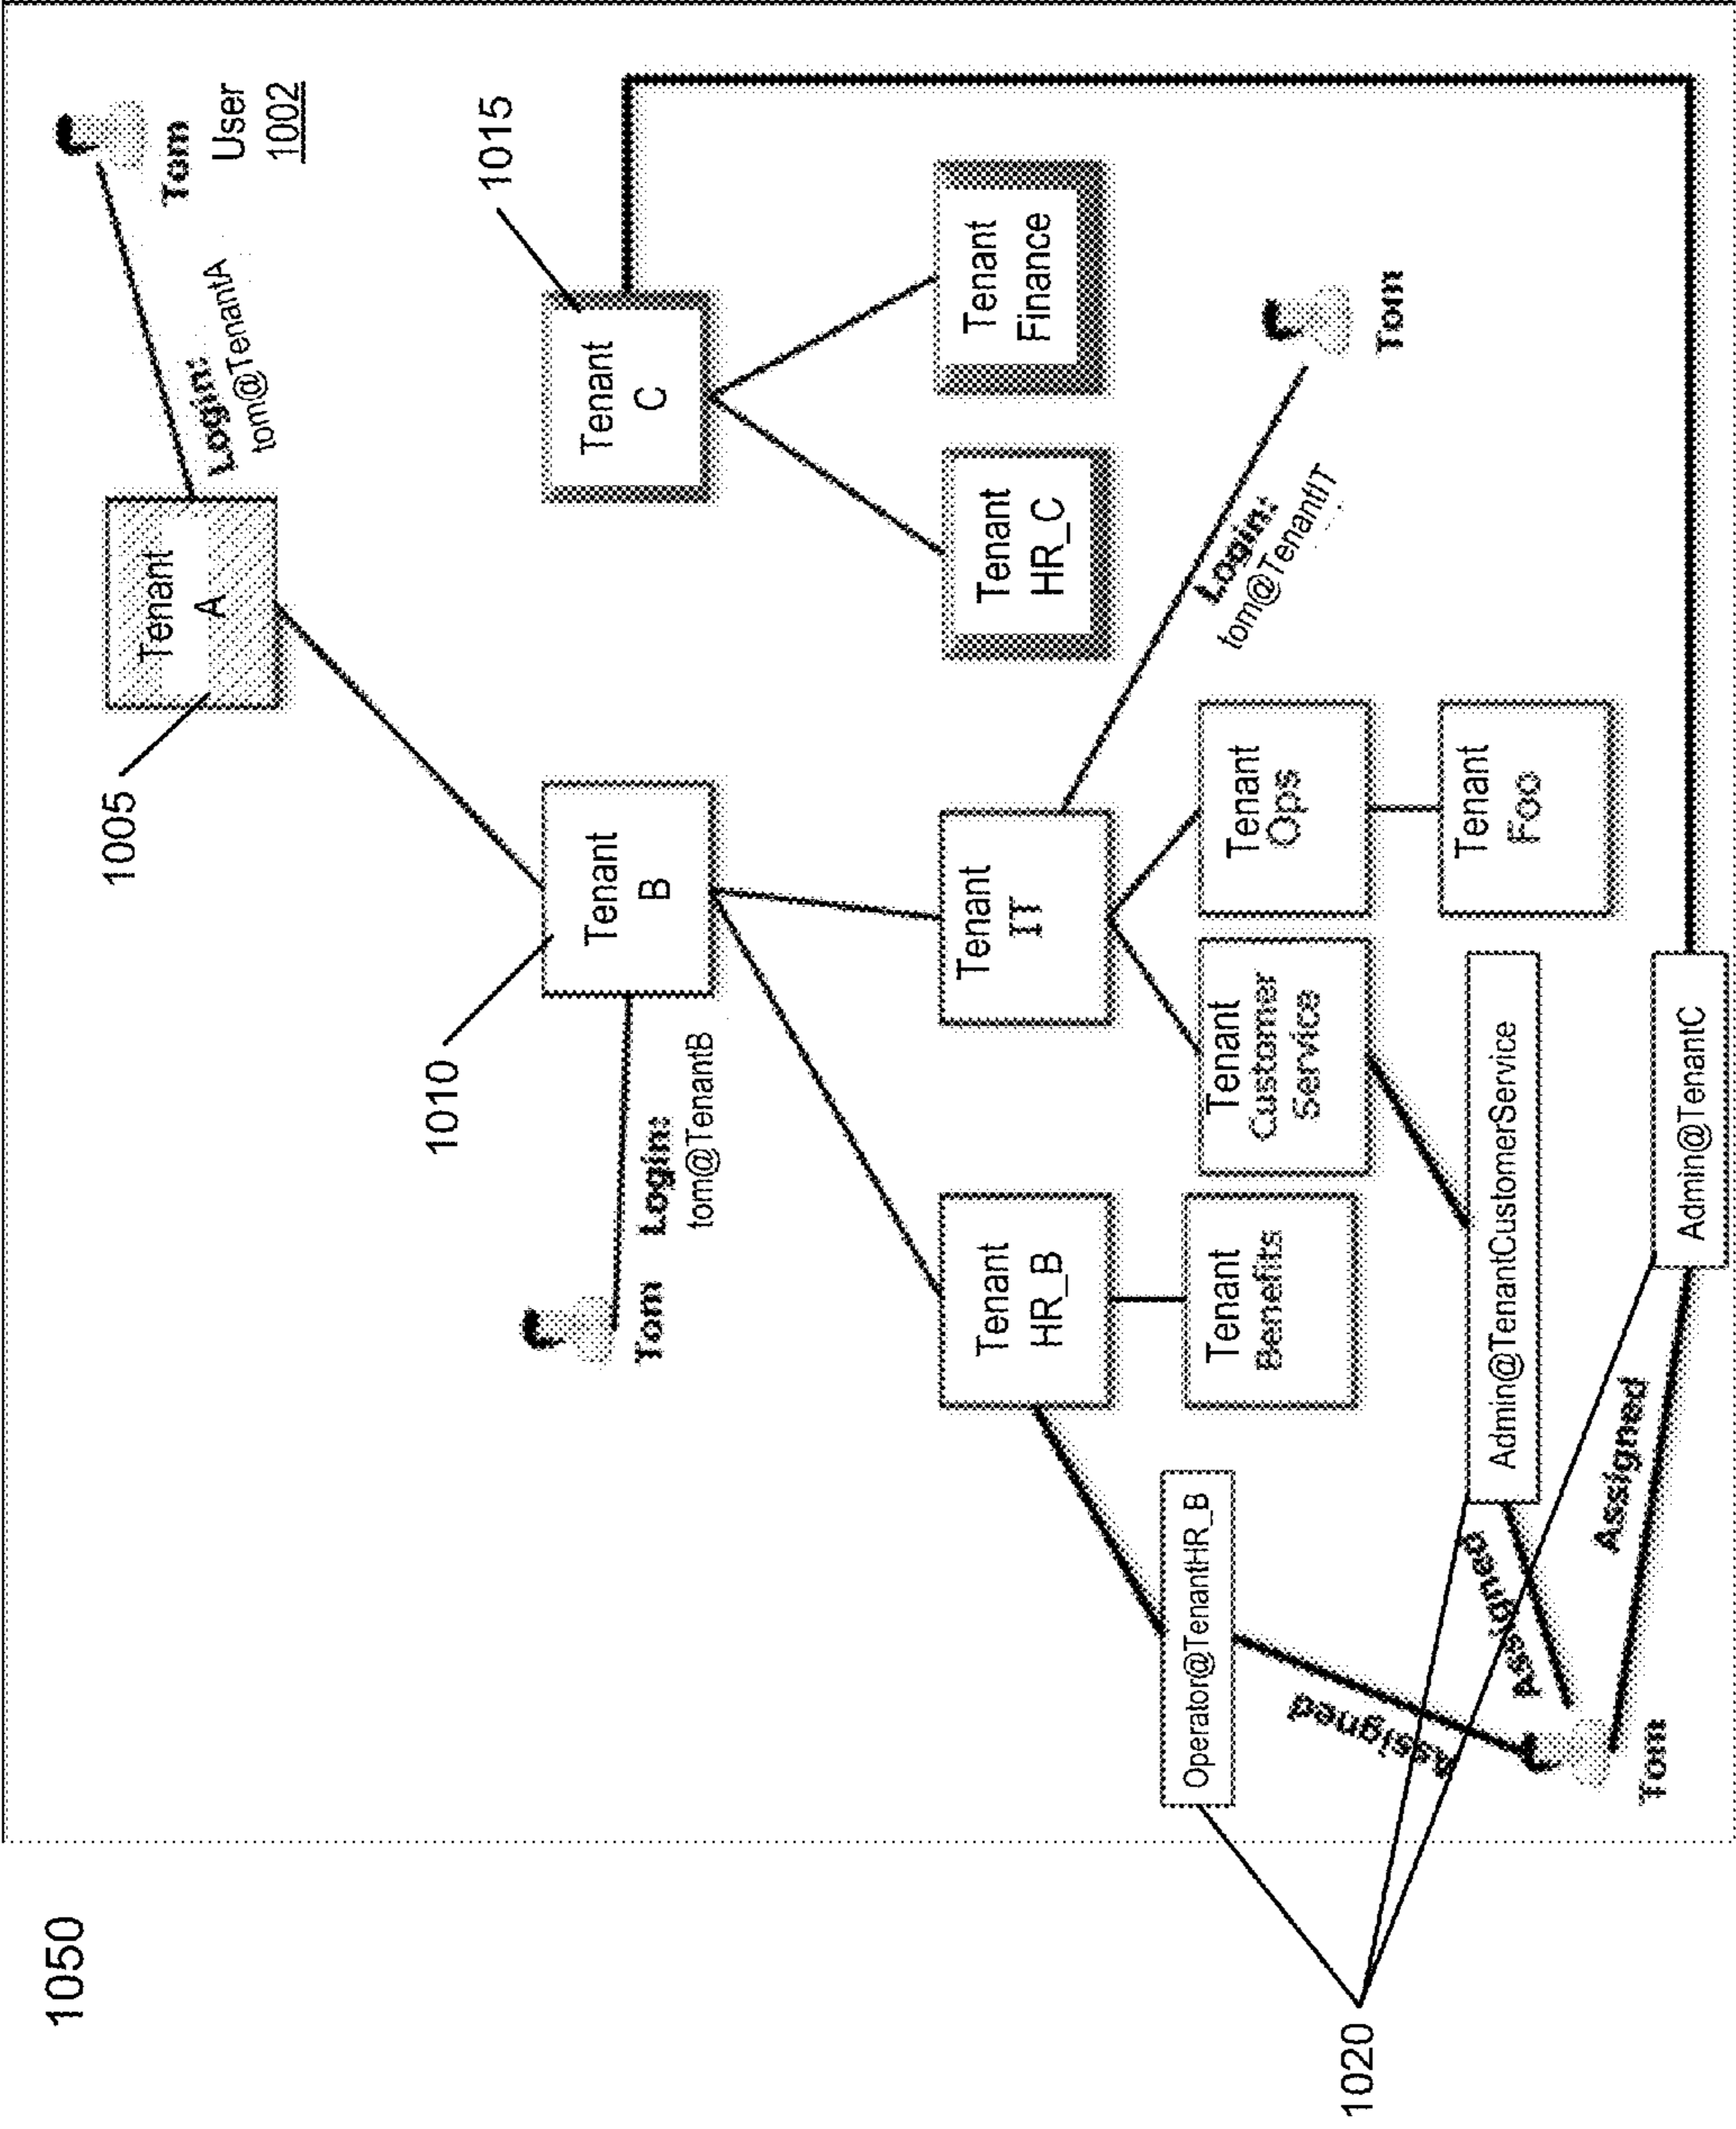 1050
1005
Tenant
A
Login:
tom@TenantA
Tom
User
1002
1010
Tenant
B
Tom
Login:
tom@TenantB
1015
Tenant
C
Tenant
HR_B
Tenant
IT
Tenant
HR_C
Tenant
Finance
Tenant
Benefits
Tenant
Customer
Service
Tenant
Ops
Login:
tom@TenantIT
Tom
Tenant
Foo
Operator@TenantHR_B
Admin@TenantCustomerService
Admin@TenantC
Assigned
Assigned
Assigned
Tom
1020